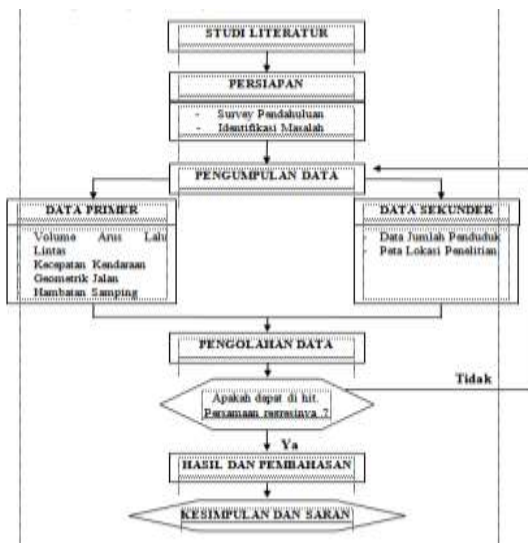 STUDI LITERATUR
PERSIAPAN
- Survey Pendahuluan
- Identifikasi Masalah
PENGUMPULAN DATA
DATA PRIMER
Volume Arus Lalu
Lintas
Kecepatan Kendaraan
Geometrik Jalan
Hambatan Samping
DATA SEKUNDER
- Data Jumlah Penduduk
- Peta Lokasi Penelitian
PENGOLAHAN DATA
Apakah dapat di hit.
Persamaan regresinya .?
Tidak
Ya
HASIL DAN PEMBAHASAN
KESIMPULAN DAN SARAN